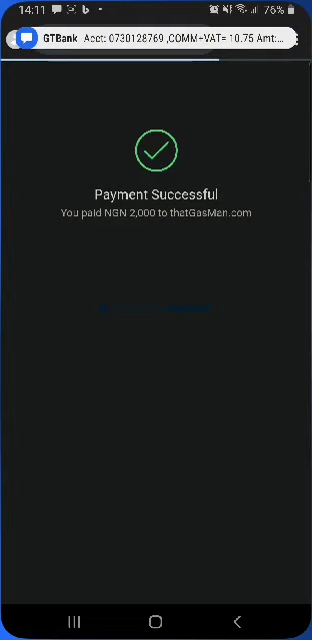 14:11
76%
GTBank Acct: 0730128769 ,COMM+VAT= 10.75 Amt:...
Payment Successful
You paid NGN 2,000 to thatGasMan.com